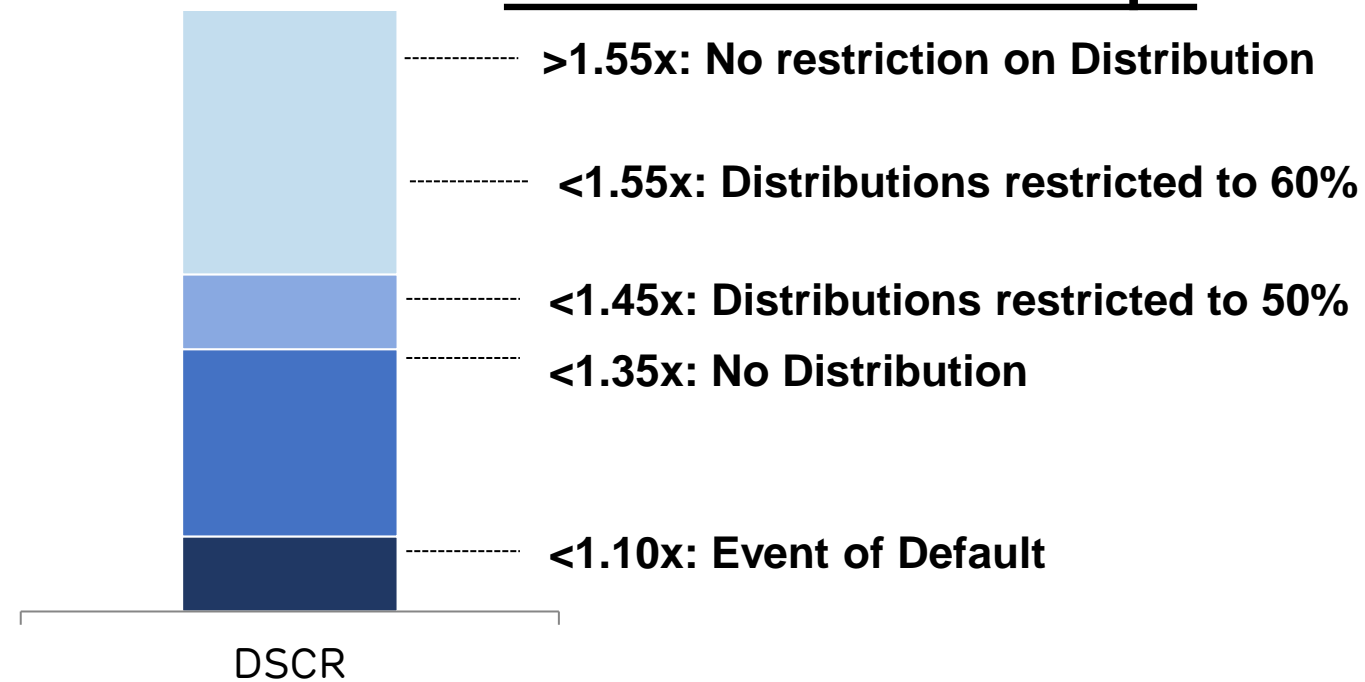 >1.55x: No restriction on Distribution
<1.55x: Distributions restricted to 60%
<1.45x: Distributions restricted to 50%
<1.35x: No Distribution
<1.10x: Event of Default
DSCR